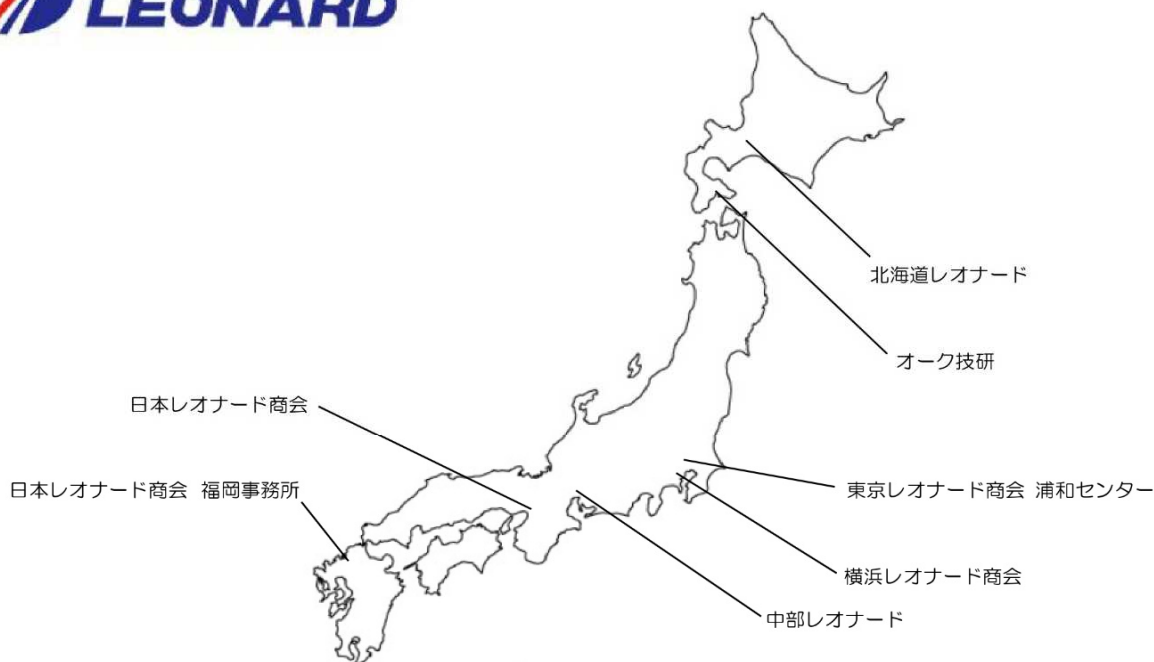 LEONARD
北海道レオナード
オーク技研
日本レオナード商会
日本レオナード商会 福岡事務所
東京レオナード商会 浦和センター
横浜レオナード商会
中部レオナード